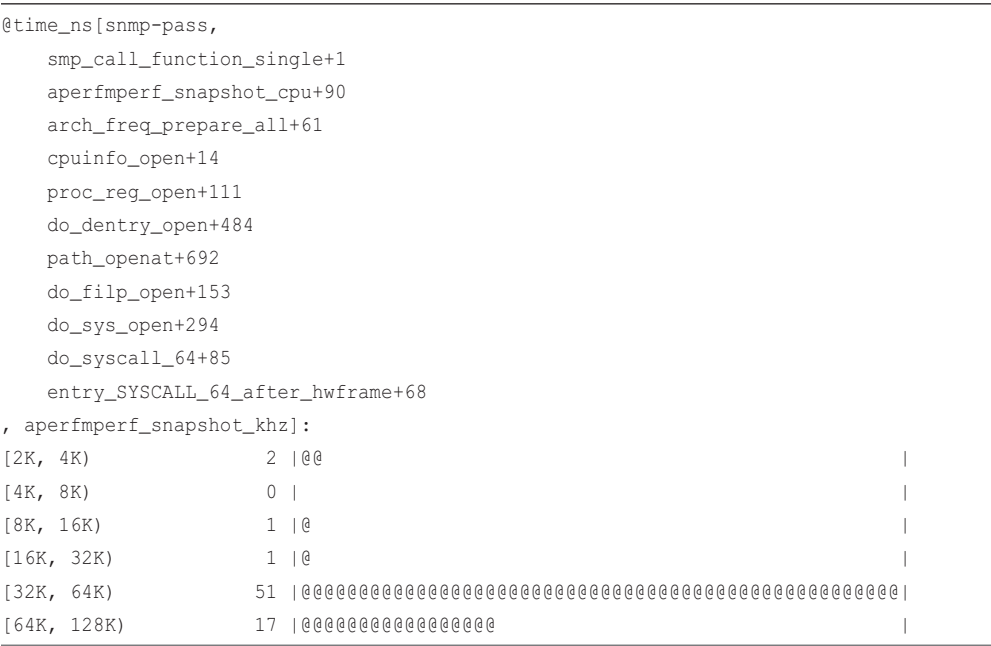 @time_ns[snmp-pass,
    smp_call_function_single+1
    aperfmperf_snapshot_cpu+90
    arch_freq_prepare_all+61
    cpuinfo_open+14
    proc_reg_open+111
    do_dentry_open+484
    path_openat+692
    do_filp_open+153
    do_sys_open+294
    do_syscall_64+85
    entry_SYSCALL_64_after_hwframe+68
, aperfmperf_snapshot_khz]:
[2K, 4K)               2 |@@                                                  |
[4K, 8K)               0 |                                                    |
[8K, 16K)              1 |@                                                   |
[16K, 32K)             1 |@                                                   |
[32K, 64K)            51 |@@@@@@@@@@@@@@@@@@@@@@@@@@@@@@@@@@@@@@@@@@@@@@@@@@@@|
[64K, 128K)           17 |@@@@@@@@@@@@@@@@@                                   |